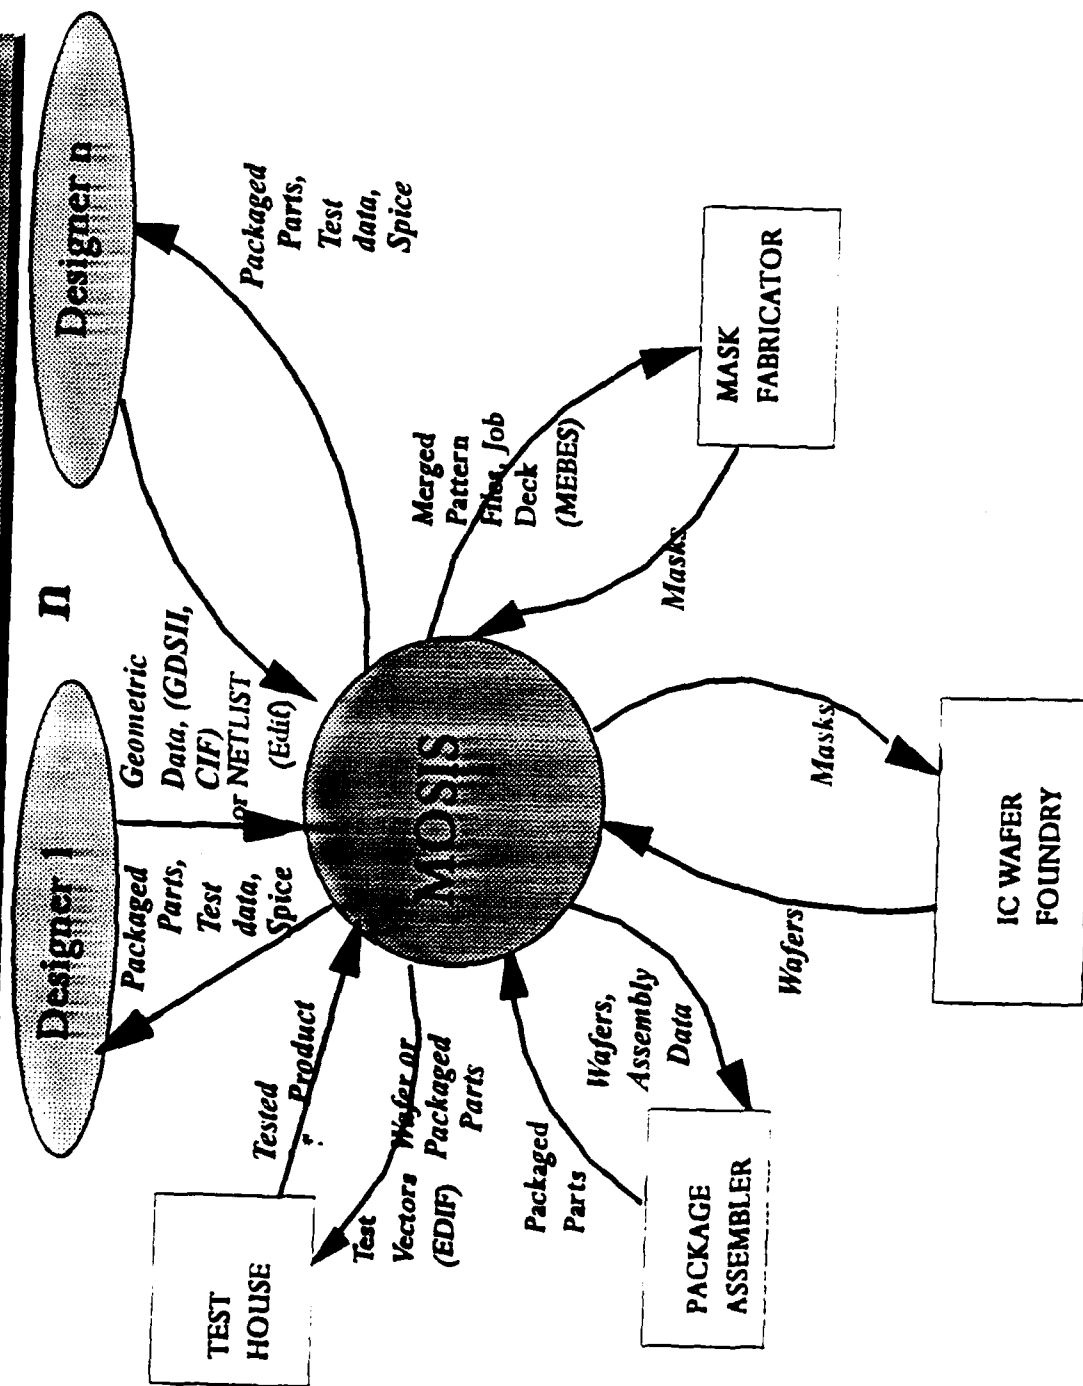 Designer 1
n
Designer n
Packaged
Parts,
Test
data,
Spice
Geometric
Data, (GDSII,
CIF)
or NETLIST
(Edif)
Packaged
Parts,
Test
data,
Spice
TEST
HOUSE
Tested
Product
Test
Vectors
(EDIF)
Wafer or
Packaged
Parts
MOSIS
Merged
Pattern
Files, Job
Deck
(MEBES)
MASK
FABRICATOR
Masks
Packaged
Parts
Wafers,
Assembly
Data
PACKAGE
ASSEMBLER
Wafers
Masks
IC WAFER
FOUNDRY